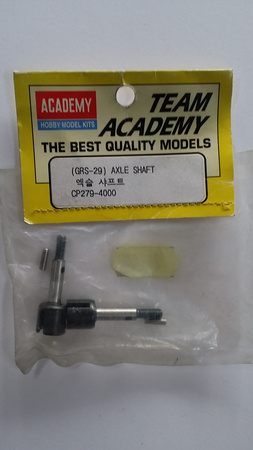 ACADEMY
HOBBY MODEL KITS
TEAM
ACADEMY
THE BEST QUALITY MODELS
(GRS-29) AXLE SHAFT
엑슬 샤프트
CP279-4000